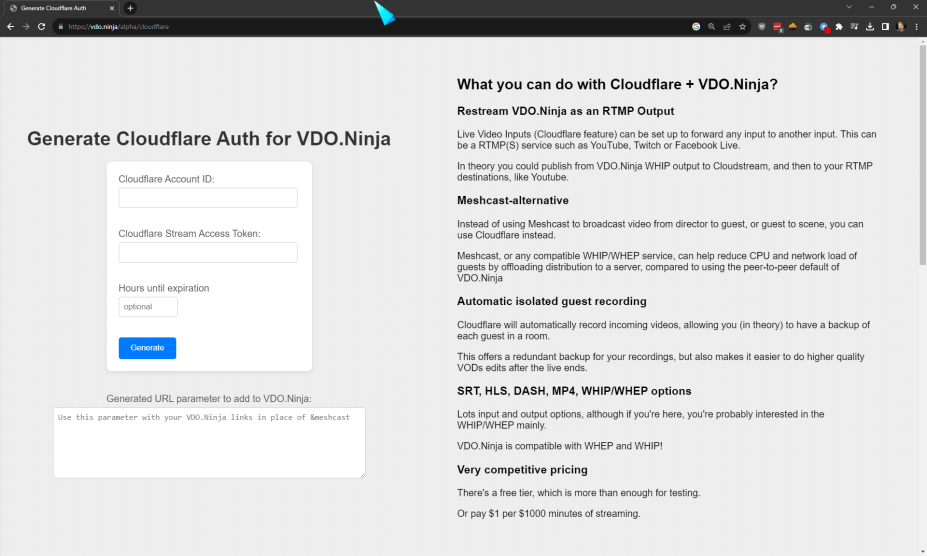 Generate Cloudflare Auth
https://vdo.ninja/alpha/cloudflare
Generate Cloudflare Auth for VDO.Ninja
Cloudflare Account ID:
Cloudflare Stream Access Token:
Hours until expiration
optional
Generate
Generated URL parameter to add to VDO.Ninja:
Use this parameter with your VDO.Ninja links in place of &meshcast
What you can do with Cloudflare + VDO.Ninja?
Restream VDO.Ninja as an RTMP Output
Live Video Inputs (Cloudflare feature) can be set up to forward any input to another input. This can
be a RTMP(S) service such as YouTube, Twitch or Facebook Live.
In theory you could publish from VDO.Ninja WHIP output to Cloudstream, and then to your RTMP
destinations, like Youtube.
Meshcast-alternative
Instead of using Meshcast to broadcast video from director to guest, or guest to scene, you can
use Cloudflare instead.
Meshcast, or any compatible WHIP/WHEP service, can help reduce CPU and network load of
guests by offloading distribution to a server, compared to using the peer-to-peer default of
VDO.Ninja
Automatic isolated guest recording
Cloudflare will automatically record incoming videos, allowing you (in theory) to have a backup of
each guest in a room.
This offers a redundant backup for your recordings, but also makes it easier to do higher quality
VODs edits after the live ends.
SRT, HLS, DASH, MP4, WHIP/WHEP options
Lots input and output options, although if you're here, you're probably interested in the
WHIP/WHEP mainly.
VDO.Ninja is compatible with WHEP and WHIP!
Very competitive pricing
There's a free tier, which is more than enough for testing.
Or pay $1 per $1000 minutes of streaming.